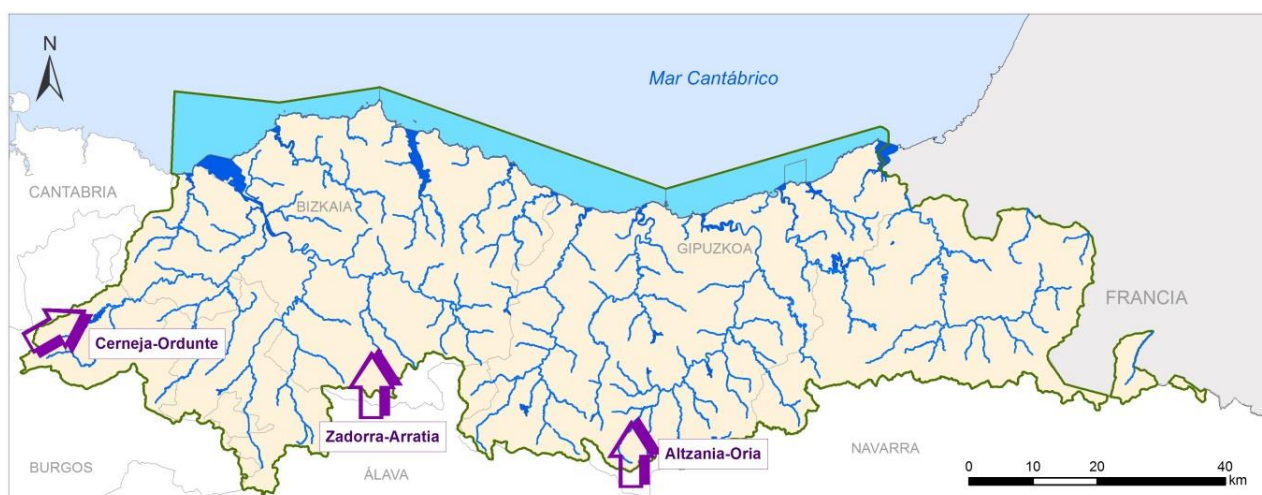 N
Mar Cantábrico
CANTABRIA
BIZKAIA
GIPUZKOA
FRANCIA
Cerneja-Ordunte
Zadorra-Arratia
Altzania-Oria
NAVARRA
BURGOS
ÁLAVA
0 10 20 40
km